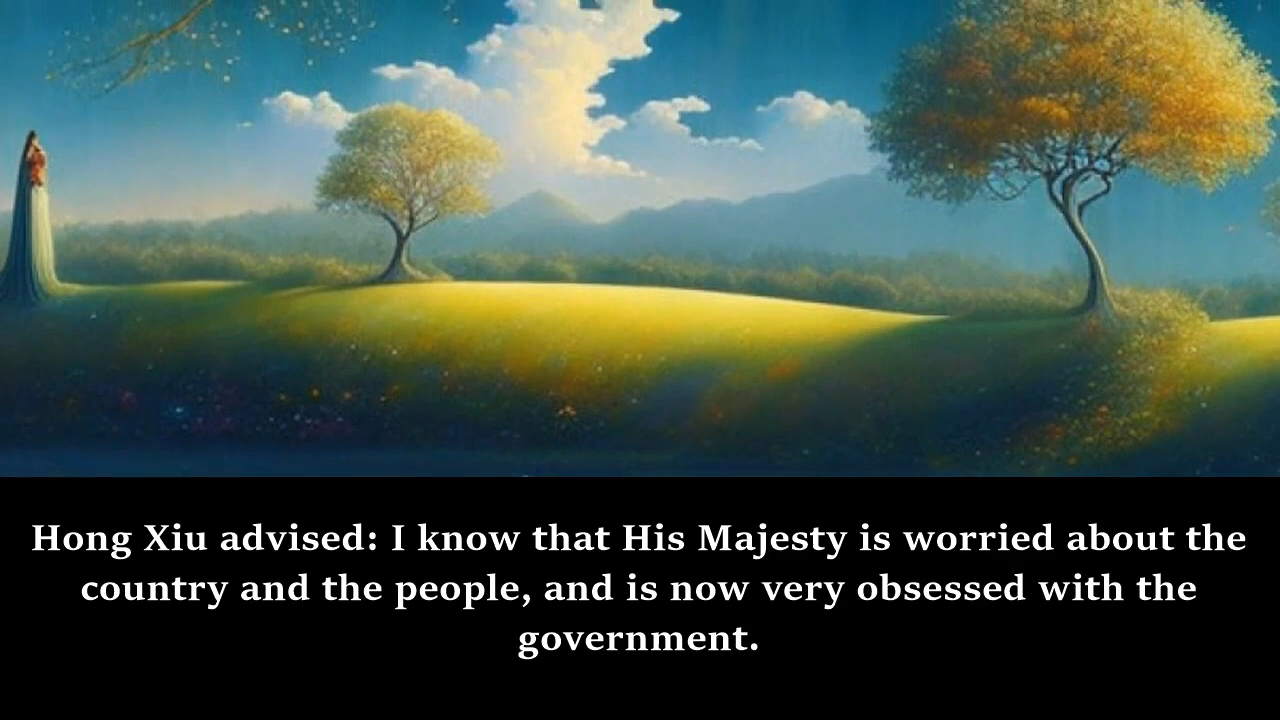 Hong Xiu advised: I know that His Majesty is worried about the
country and the people, and is now very obsessed with the
government.